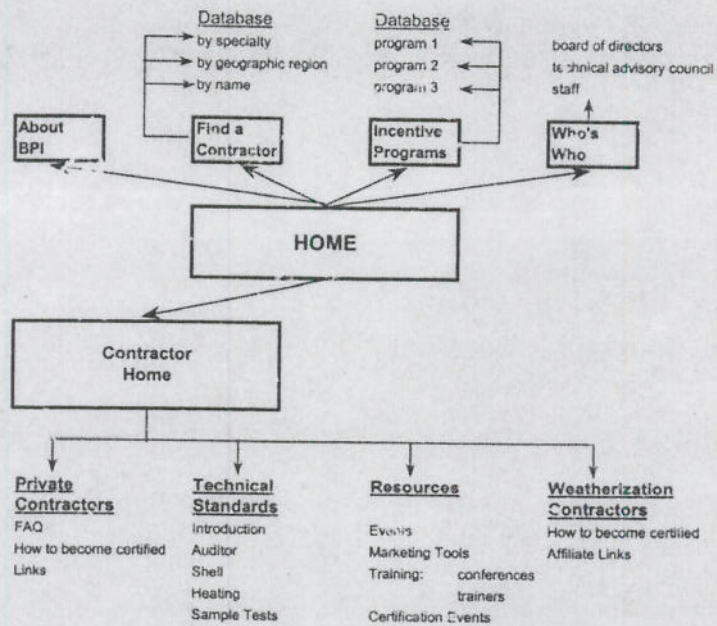 Database
by specialty
by geographic region
by name
Database
program 1
program 2
program 3
board of directors
technical advisory council
staff
About
BPI
Find a
Contractor
Incentive
Programs
Who's
Who
HOME
Contractor
Home
Private
Contractors
FAQ
How to become certified
Links
Technical
Standards
Introduction
Auditor
Shell
Heating
Sample Tests
Resources
Events
Marketing Tools
Training: conferences
trainers
Certification Events
Weatherization
Contractors
How to become certified
Affiliate Links